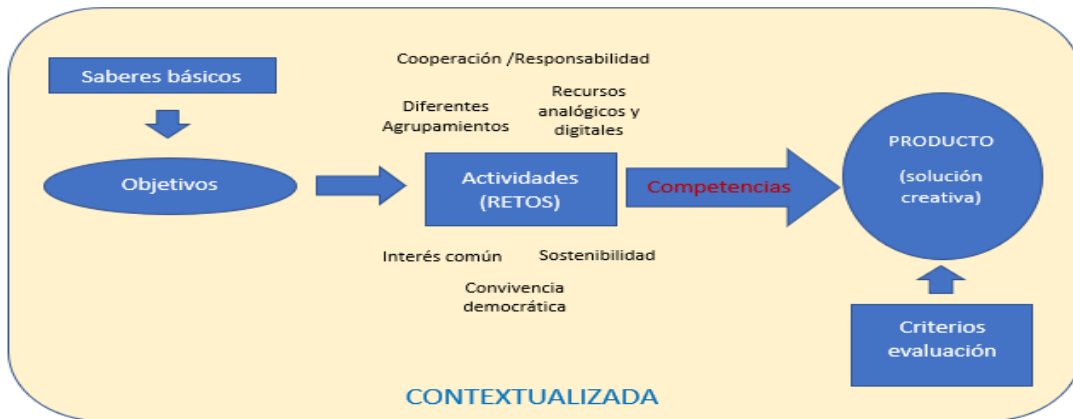 Saberes básicos
Objetivos
Cooperación /Responsabilidad
Diferentes
Agrupamientos
Recursos
analógicos y
digitales
Actividades
(RETOS)
Competencias
Interés común
Sostenibilidad
Convivencia
democrática
PRODUCTO
(solución
creativa)
Criterios
evaluación
CONTEXTUALIZADA